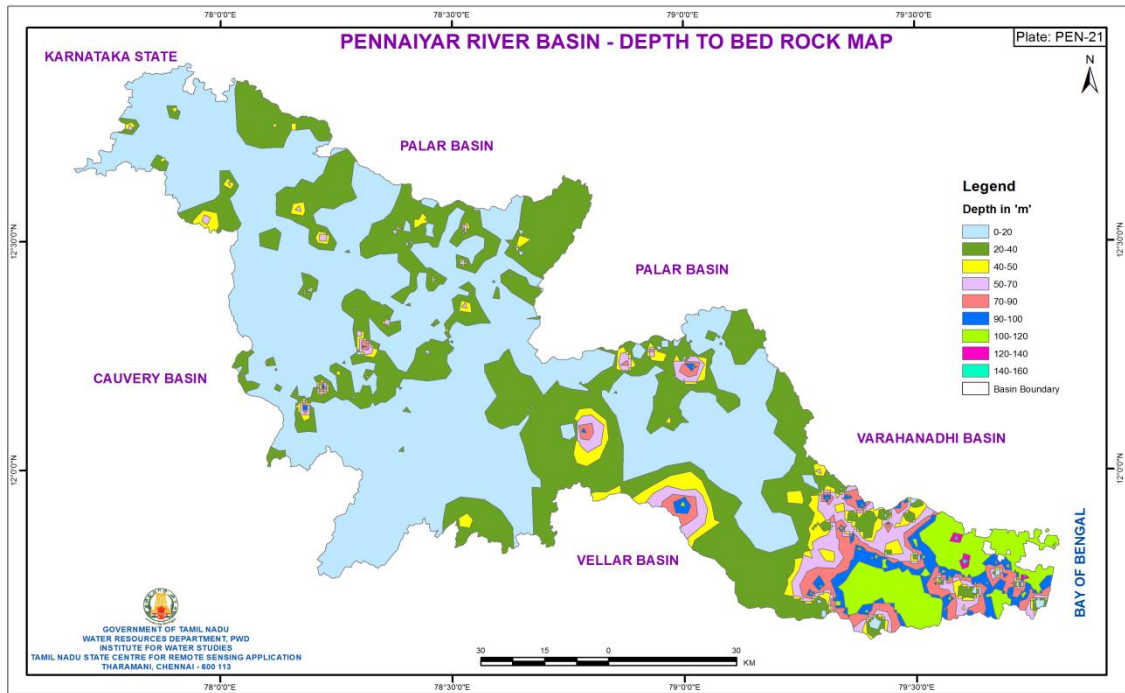 78°0'0"E
78°30'0"E
79°0'0"E
79°30'0"E
PENNAIYAR RIVER BASIN - DEPTH TO BED ROCK MAP
Plate: PEN-21
KARNATAKA STATE
N
PALAR BASIN
Legend
Depth in 'm'
0-20
20-40
40-50
50-70
70-90
90-100
100-120
120-140
140-160
Basin Boundary
12°30'0"N
12°30'0"N
PALAR BASIN
CAUVERY BASIN
VARAHANADHI BASIN
12°0'0"N
12°0'0"N
VELLAR BASIN
BAY OF BENGAL
GOVERNMENT OF TAMIL NADU
WATER RESOURCES DEPARTMENT, PWD
INSTITUTE FOR WATER STUDIES
TAMIL NADU STATE CENTRE FOR REMOTE SENSING APPLICATION
THARAMANI, CHENNAI - 600 113
30 15 0 30
KM
78°0'0"E
78°30'0"E
79°0'0"E
79°30'0"E